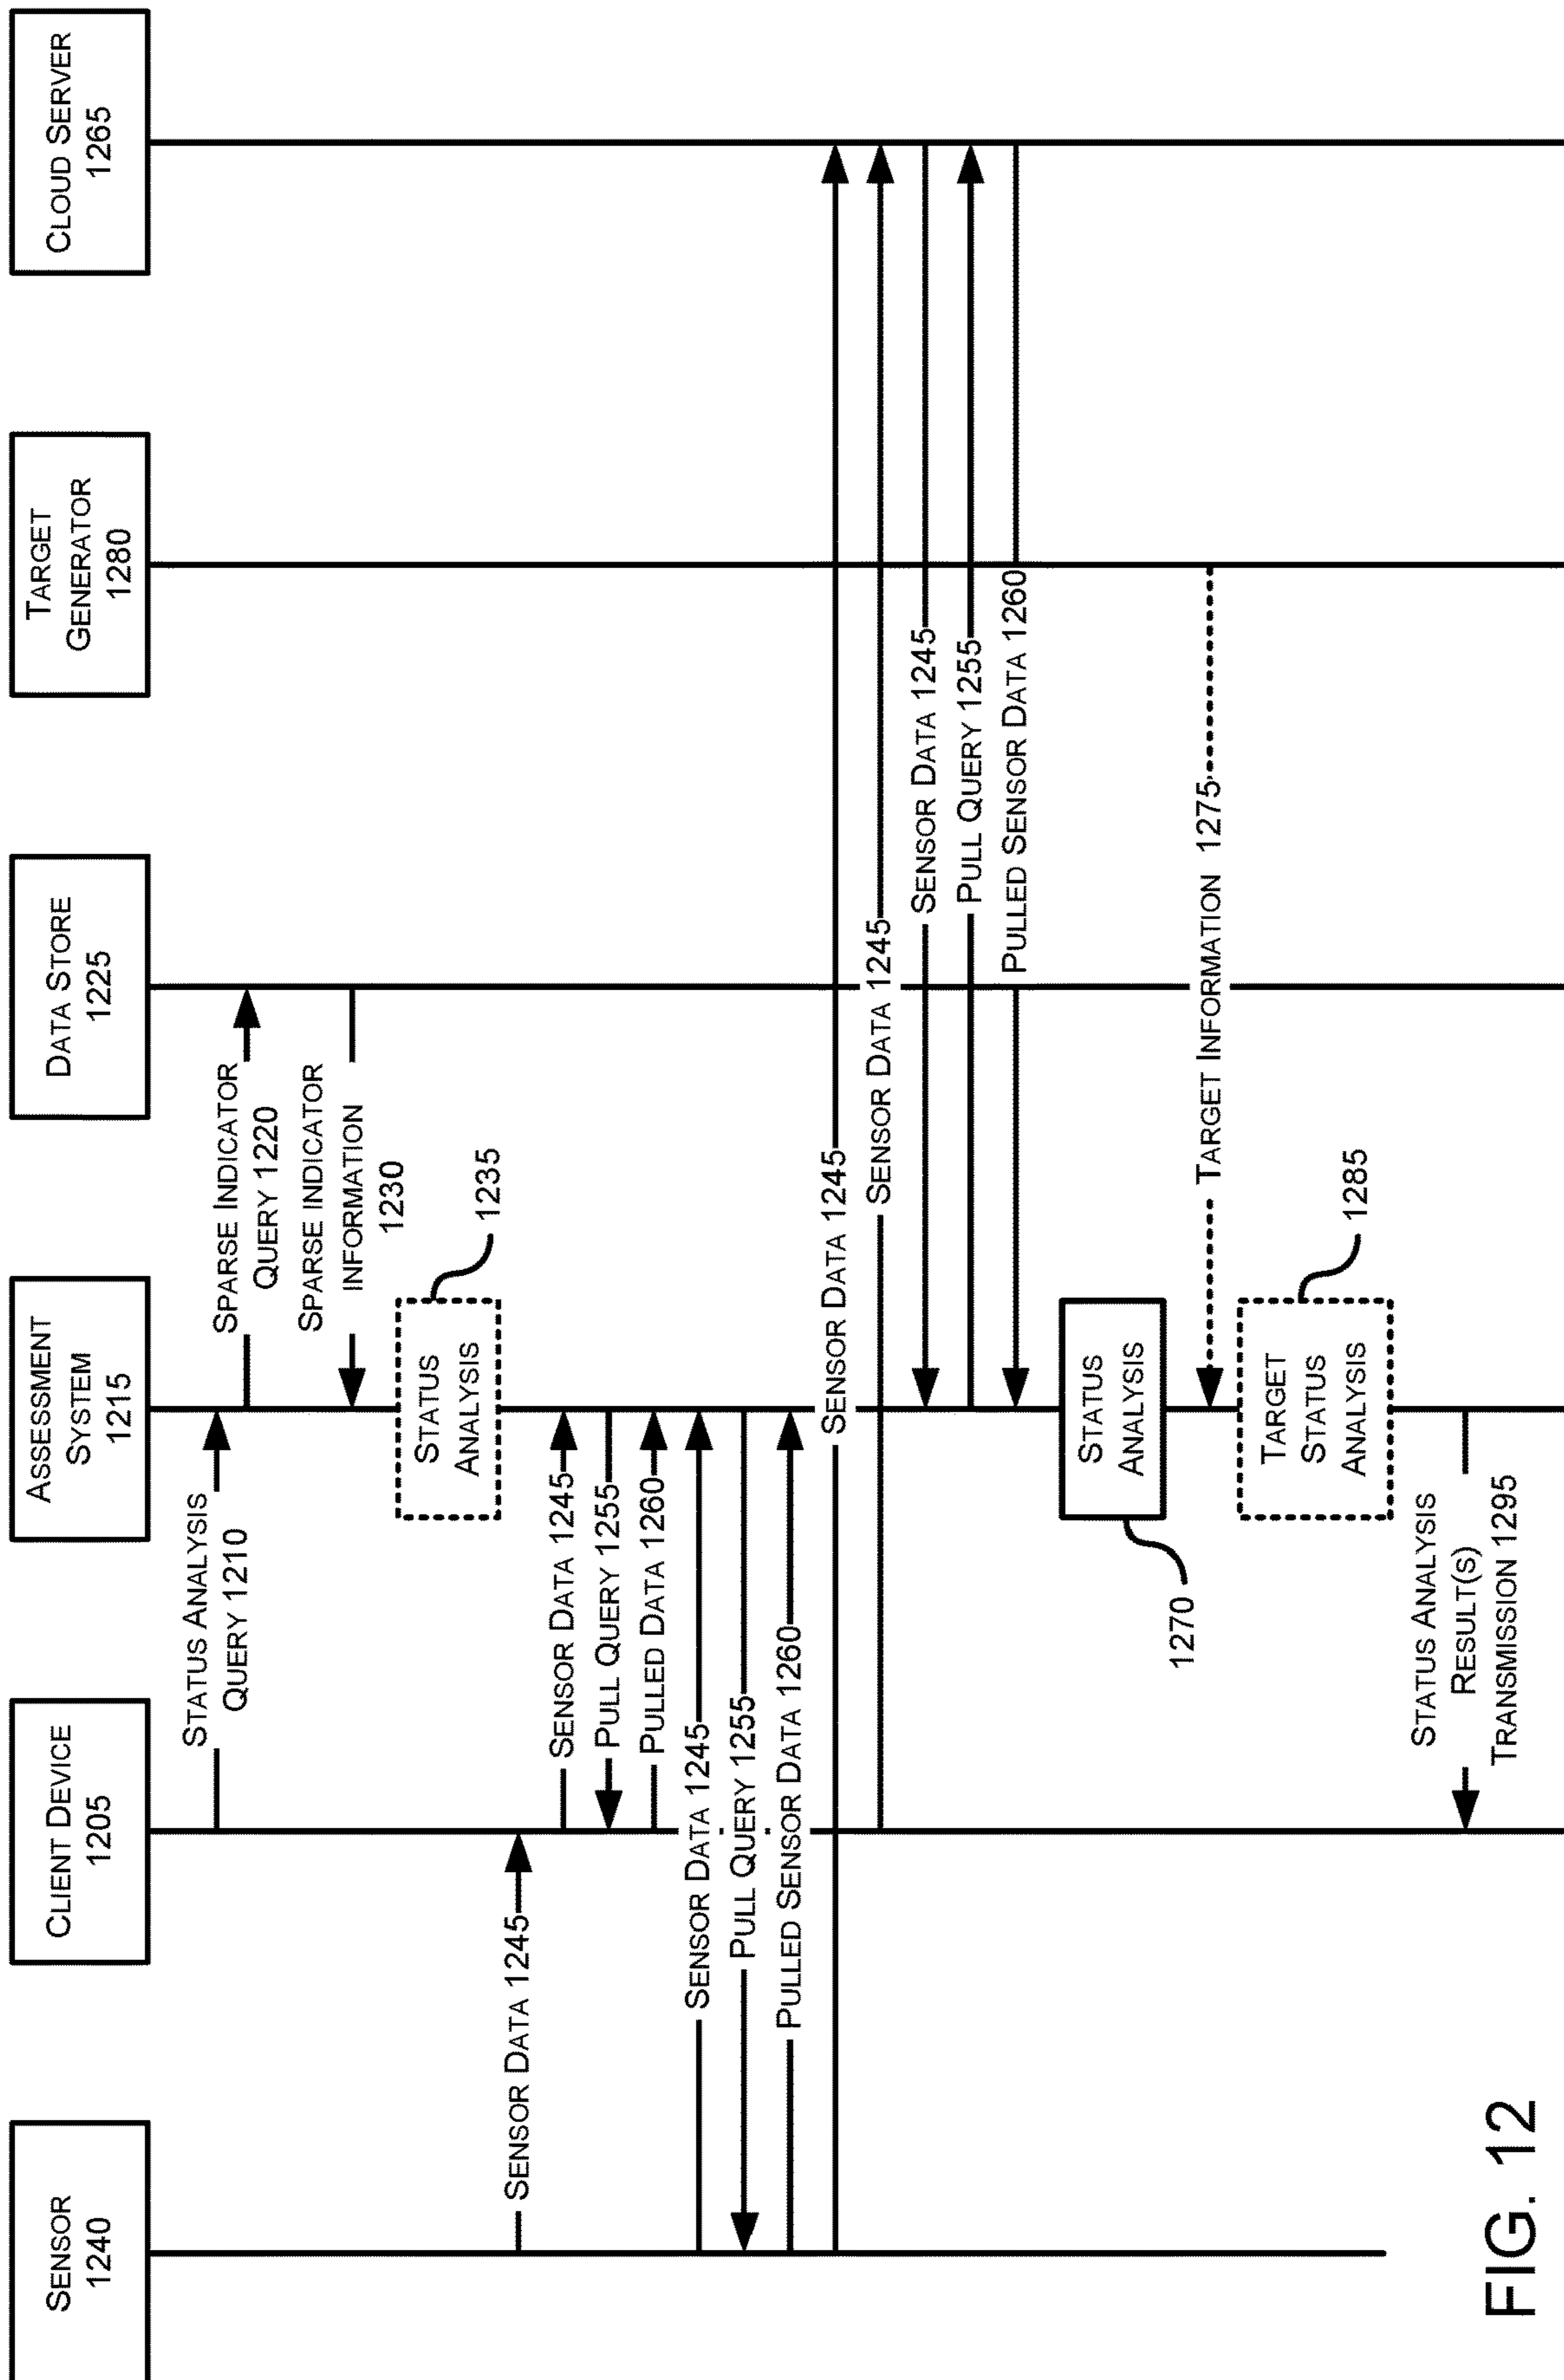 SENSOR
1240
CLIENT DEVICE
1205
ASSESSMENT
SYSTEM
1215
DATA STORE
1225
TARGET
GENERATOR
1280
CLOUD SERVER
1265
STATUS ANALYSIS
QUERY 1210
SPARSE INDICATOR
QUERY 1220
SPARSE INDICATOR
INFORMATION
1230
STATUS
ANALYSIS
1235
SENSOR DATA 1245
SENSOR DATA 1245
PULL QUERY 1255
PULLED DATA 1260
SENSOR DATA 1245
PULL QUERY 1255
PULLED SENSOR DATA 1260
SENSOR DATA 1245
SENSOR DATA 1245
SENSOR DATA 1245
PULL QUERY 1255
PULLED SENSOR DATA 1260
STATUS
ANALYSIS
1270
TARGET INFORMATION 1275
TARGET
STATUS
ANALYSIS
1285
STATUS ANALYSIS
RESULT(S)
TRANSMISSION 1295
FIG. 12